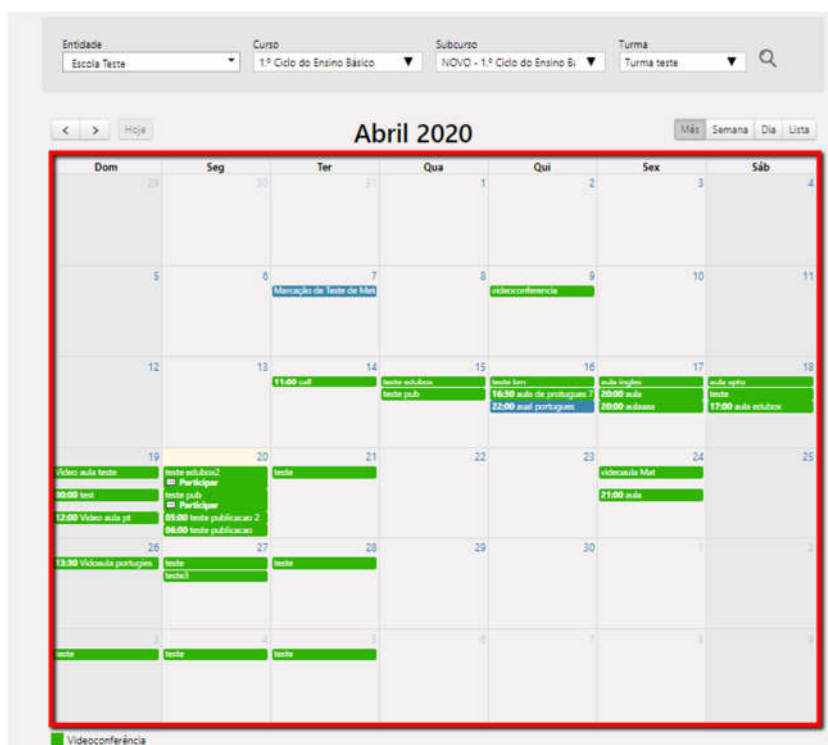 Entidade Curso Subcurso Turma
Escola Teste 1.º Ciclo do Ensino Básico NOVO - 1.º Ciclo do Ensino Bá Turma teste
< > Hoje Abril 2020 Mês Semana Dia Lista
Dom Seg Ter Qua Qui Sex Sáb
29 30 31 1 2 3 4
5 6 7 8 9 10 11
Marcação de Teste de Mat videoconferencia
12 13 14 15 16 17 18
11:00 call teste edubox teste bm aula ingles aula apto
teste pub 16:30 aula de protugues 7 20:00 aula teste
22:00 aual portugues 20:00 aulaaaa 17:00 aula edubox
19 20 21 22 23 24 25
Video aula teste teste edubox2 teste videoaula Mat
Participar
00:00 test teste pub 21:00 aula
Participar
12:00 Video aula pt 05:00 teste publicacao 2
06:00 teste publicacao
26 27 28 29 30 1 2
13:30 Vidoaula portugies teste teste
teste3
3 4 5 6 7 8 9
teste teste teste
Videoconferência